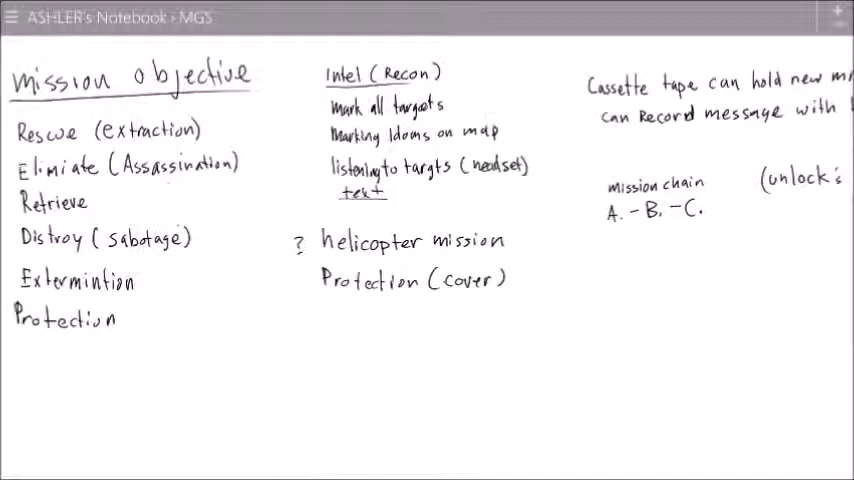 ASHLER's Notebook › MGS
mission objective
Rescue (extraction)
Elimiate (Assassination)
Retrieve
Distroy (sabotage)
Extermintion
Protection
Intel (Recon)
mark all targets
Marking Idoms on map
listening to targts (headset)
text
? helicopter mission
Protection (cover)
Cassette tape can hold new
can Record message with
mission chain
A. - B. - C.
(unlock's